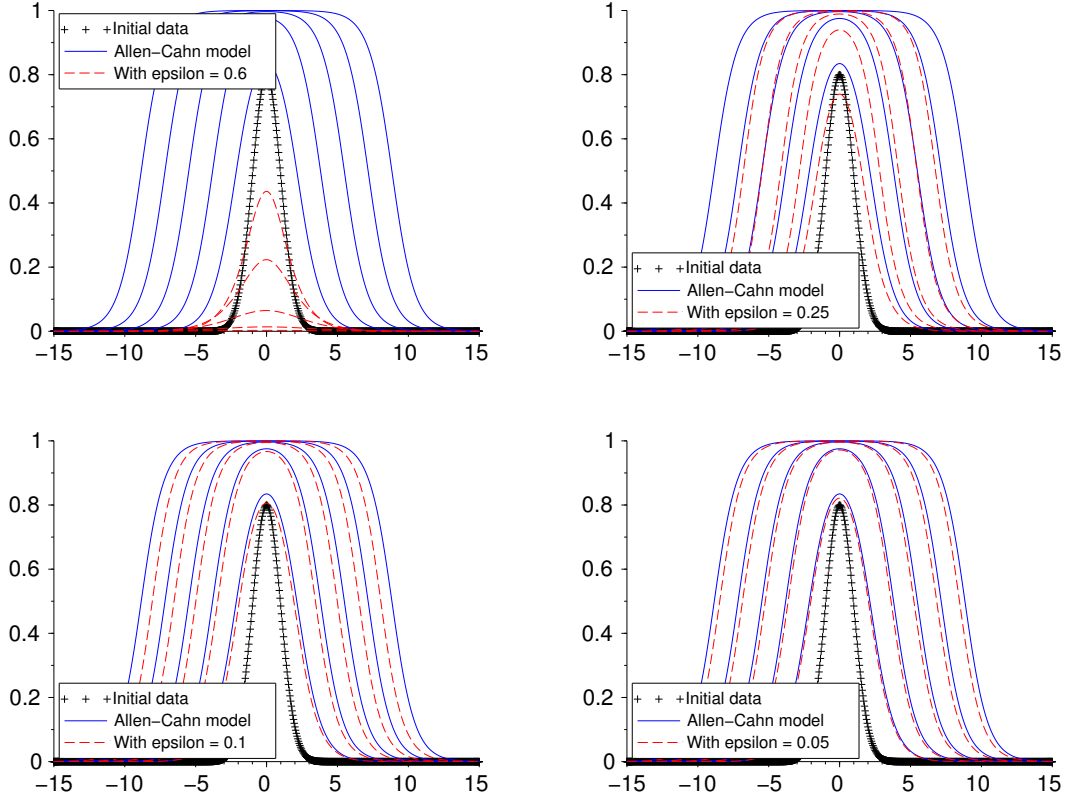 1
+ + +Initial data
Allen−Cahn model
With epsilon = 0.6
0.8
0.6
0.4
0.2
0
−15 −10 −5 0 5 10 15
1
0.8
0.6
0.4
0.2
+ + +Initial data
Allen−Cahn model
With epsilon = 0.25
0
−15 −10 −5 0 5 10 15
1
0.8
0.6
0.4
0.2
+ + +Initial data
Allen−Cahn model
With epsilon = 0.1
0
−15 −10 −5 0 5 10 15
1
0.8
0.6
0.4
0.2
+ + +Initial data
Allen−Cahn model
With epsilon = 0.05
0
−15 −10 −5 0 5 10 15